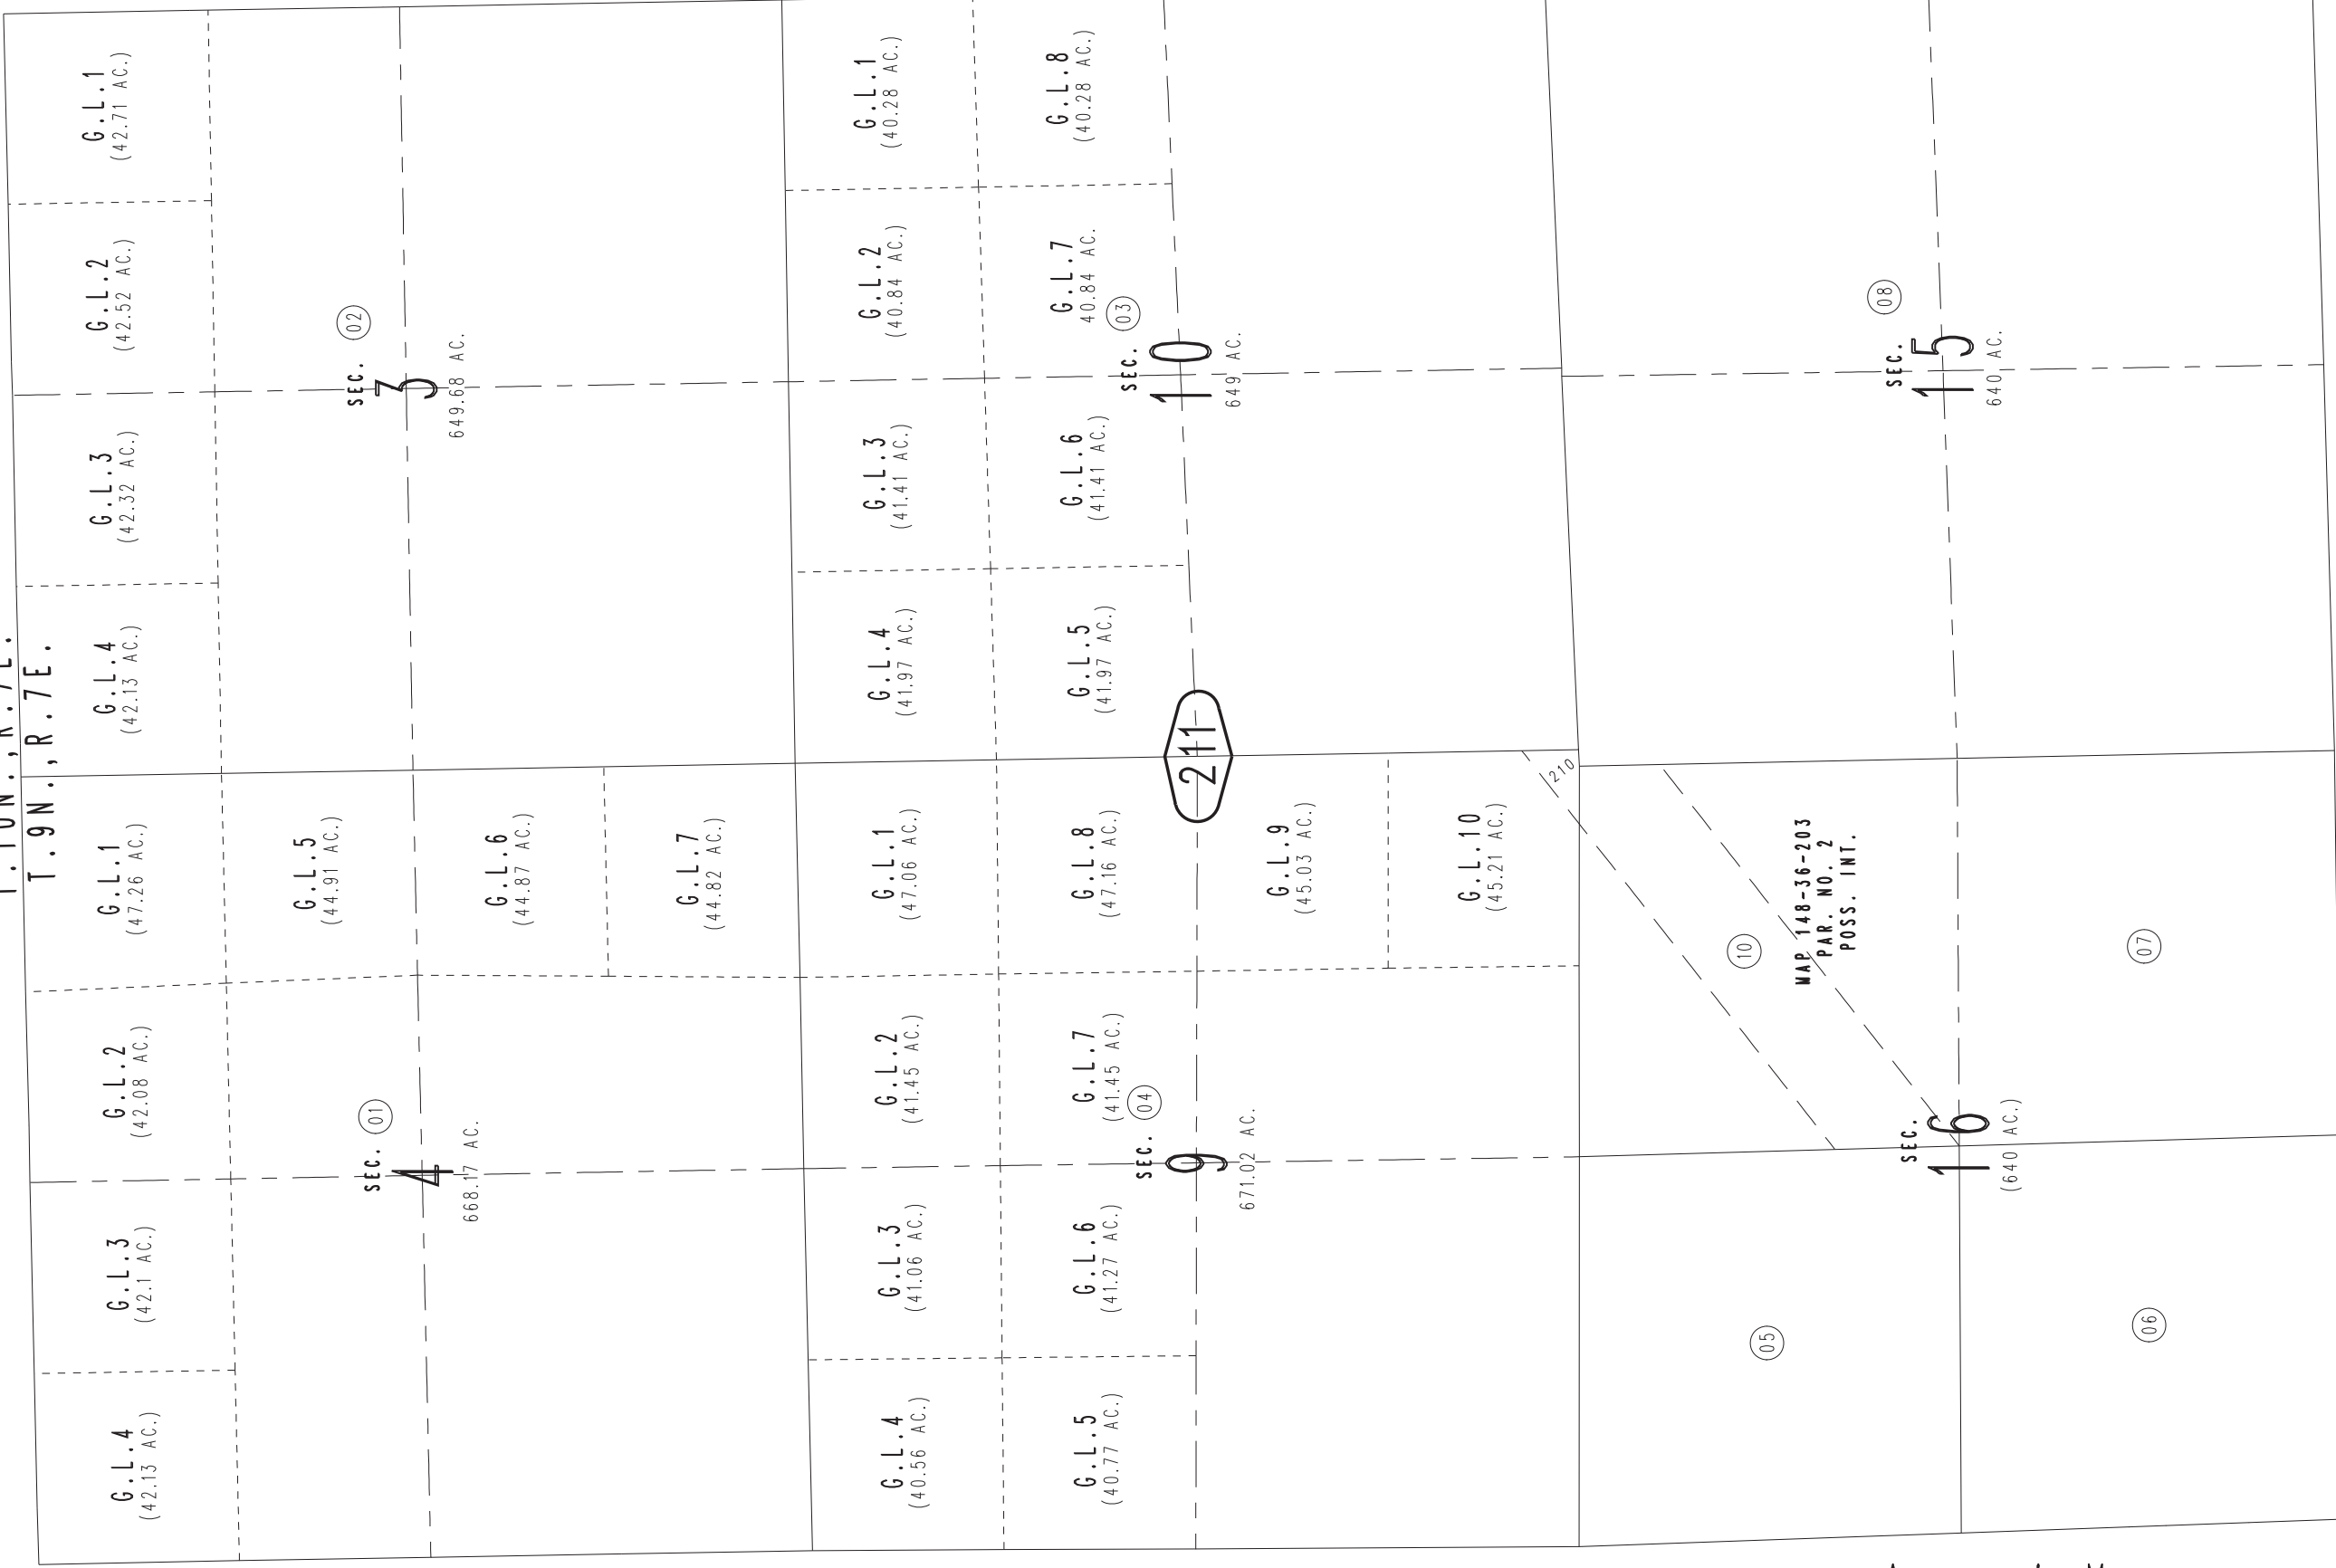 T.9N.,R.7E.
G.L.4
(42.13 AC.)
G.L.3
(42.1 AC.)
G.L.2
(42.08 AC.)
G.L.1
(47.26 AC.)
G.L.4
(42.13 AC.)
G.L.3
(42.32 AC.)
G.L.2
(42.52 AC.)
G.L.1
(42.71 AC.)
G.L.5
(44.91 AC.)
SEC.
01
4
668.17 AC.
G.L.6
(44.87 AC.)
G.L.7
(44.82 AC.)
SEC.
02
3
649.68 AC.
G.L.4
(40.56 AC.)
G.L.3
(41.06 AC.)
G.L.2
(41.45 AC.)
G.L.1
(47.06 AC.)
G.L.4
(41.97 AC.)
G.L.3
(41.41 AC.)
G.L.2
(40.84 AC.)
G.L.1
(40.28 AC.)
G.L.5
(40.77 AC.)
G.L.6
(41.27 AC.)
G.L.7
(41.45 AC.)
G.L.8
(47.16 AC.)
G.L.5
(41.97 AC.)
G.L.6
(41.41 AC.)
G.L.7
40.84 AC.
G.L.8
(40.28 AC.)
SEC.
04
9
671.02 AC.
211
SEC.
03
10
649 AC.
G.L.9
(45.03 AC.)
G.L.10
(45.21 AC.)
210
05
10
MAP 148-36-203
PAR. NO. 2
POSS. INT.
SEC.
16
(640 AC.)
SEC.
08
15
640 AC.
06
07